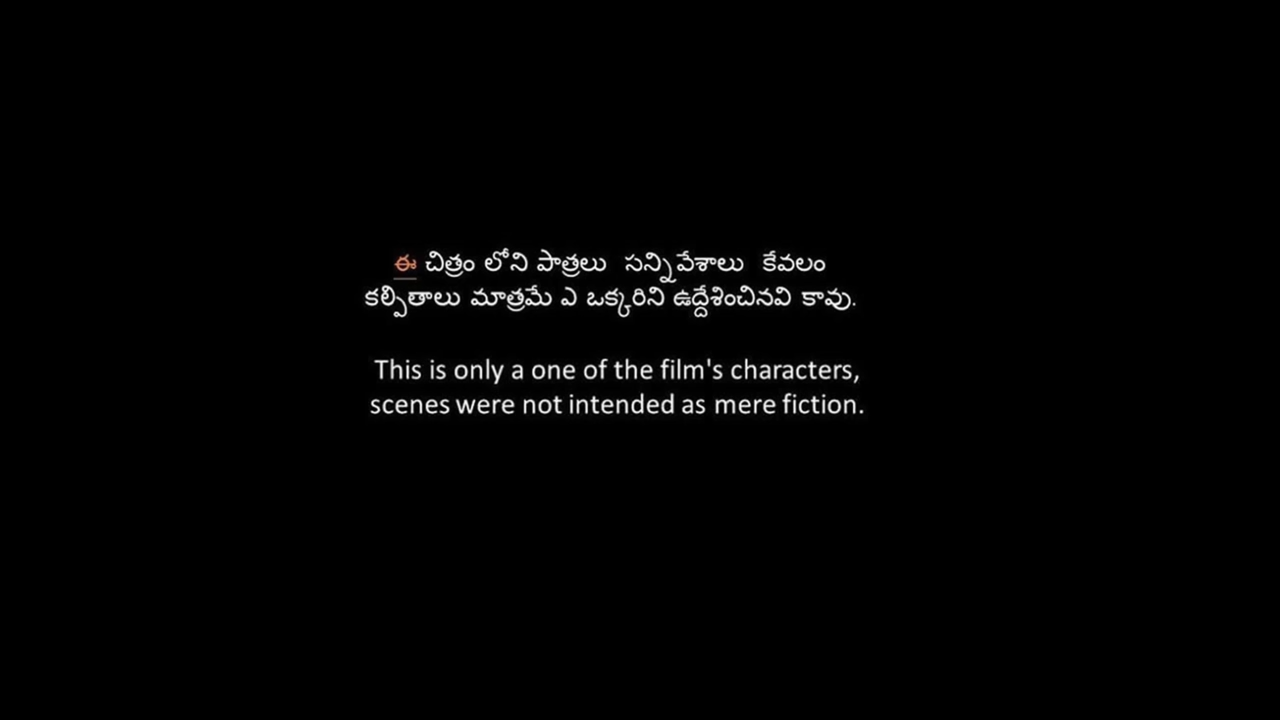 ఈ చిత్రం లోని పాత్రలు సన్నివేశాలు కేవలం
కల్పితాలు మాత్రమే ఎ ఒక్కరిని ఉద్దేశించినవి కావు.
This is only a one of the film's characters,
scenes were not intended as mere fiction.